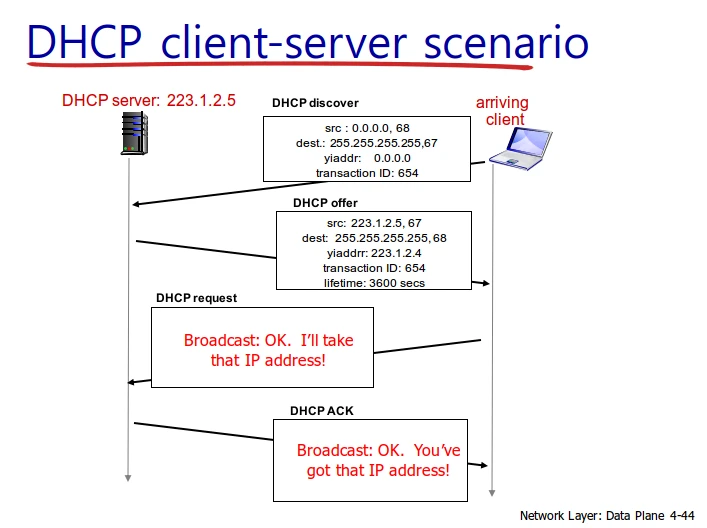 DHCP client-server scenario
DHCP server: 223.1.2.5
DHCP discover
arriving
client
src : 0.0.0.0, 68
dest.: 255.255.255.255,67
yiaddr: 0.0.0.0
transaction ID: 654
DHCP offer
src: 223.1.2.5, 67
dest: 255.255.255.255, 68
yiaddrr: 223.1.2.4
transaction ID: 654
lifetime: 3600 secs
DHCP request
Broadcast: OK. I’ll take
that IP address!
DHCP ACK
Broadcast: OK. You’ve
got that IP address!
Network Layer: Data Plane 4-44